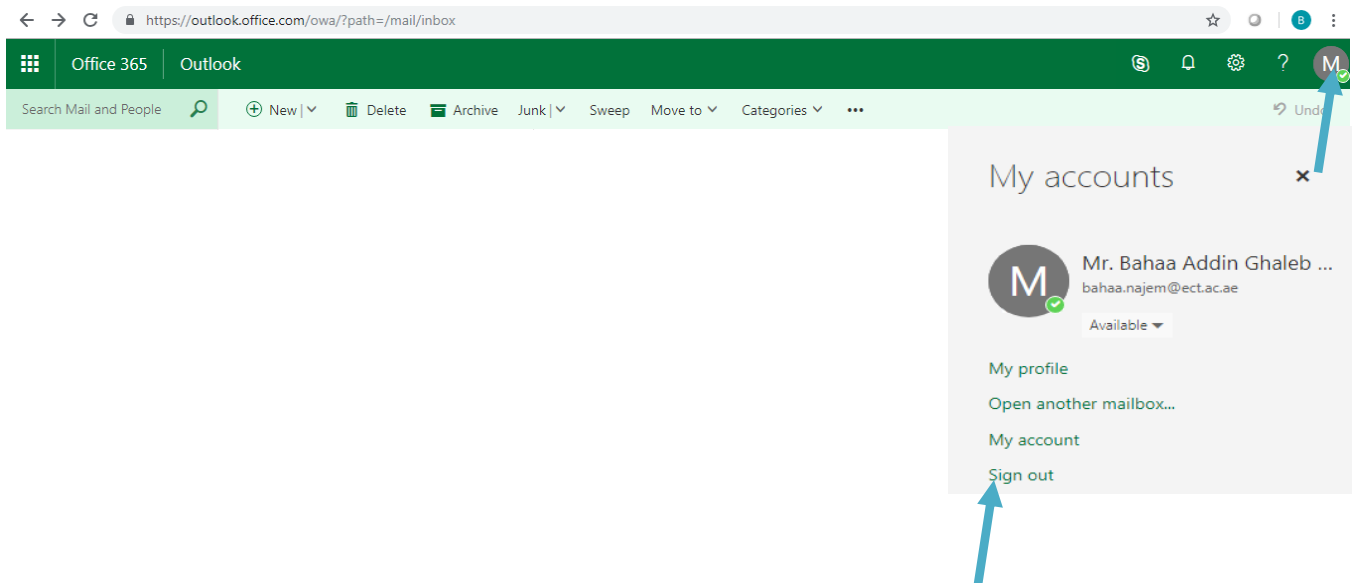 https://outlook.office.com/owa/?path=/mail/inbox B
Office 365 Outlook S ? M
Search Mail and People New Delete Archive Junk Sweep Move to Categories ••• Undo
My accounts ×
M
Mr. Bahaa Addin Ghaleb ...
bahaa.najem@ect.ac.ae
Available
My profile
Open another mailbox...
My account
Sign out